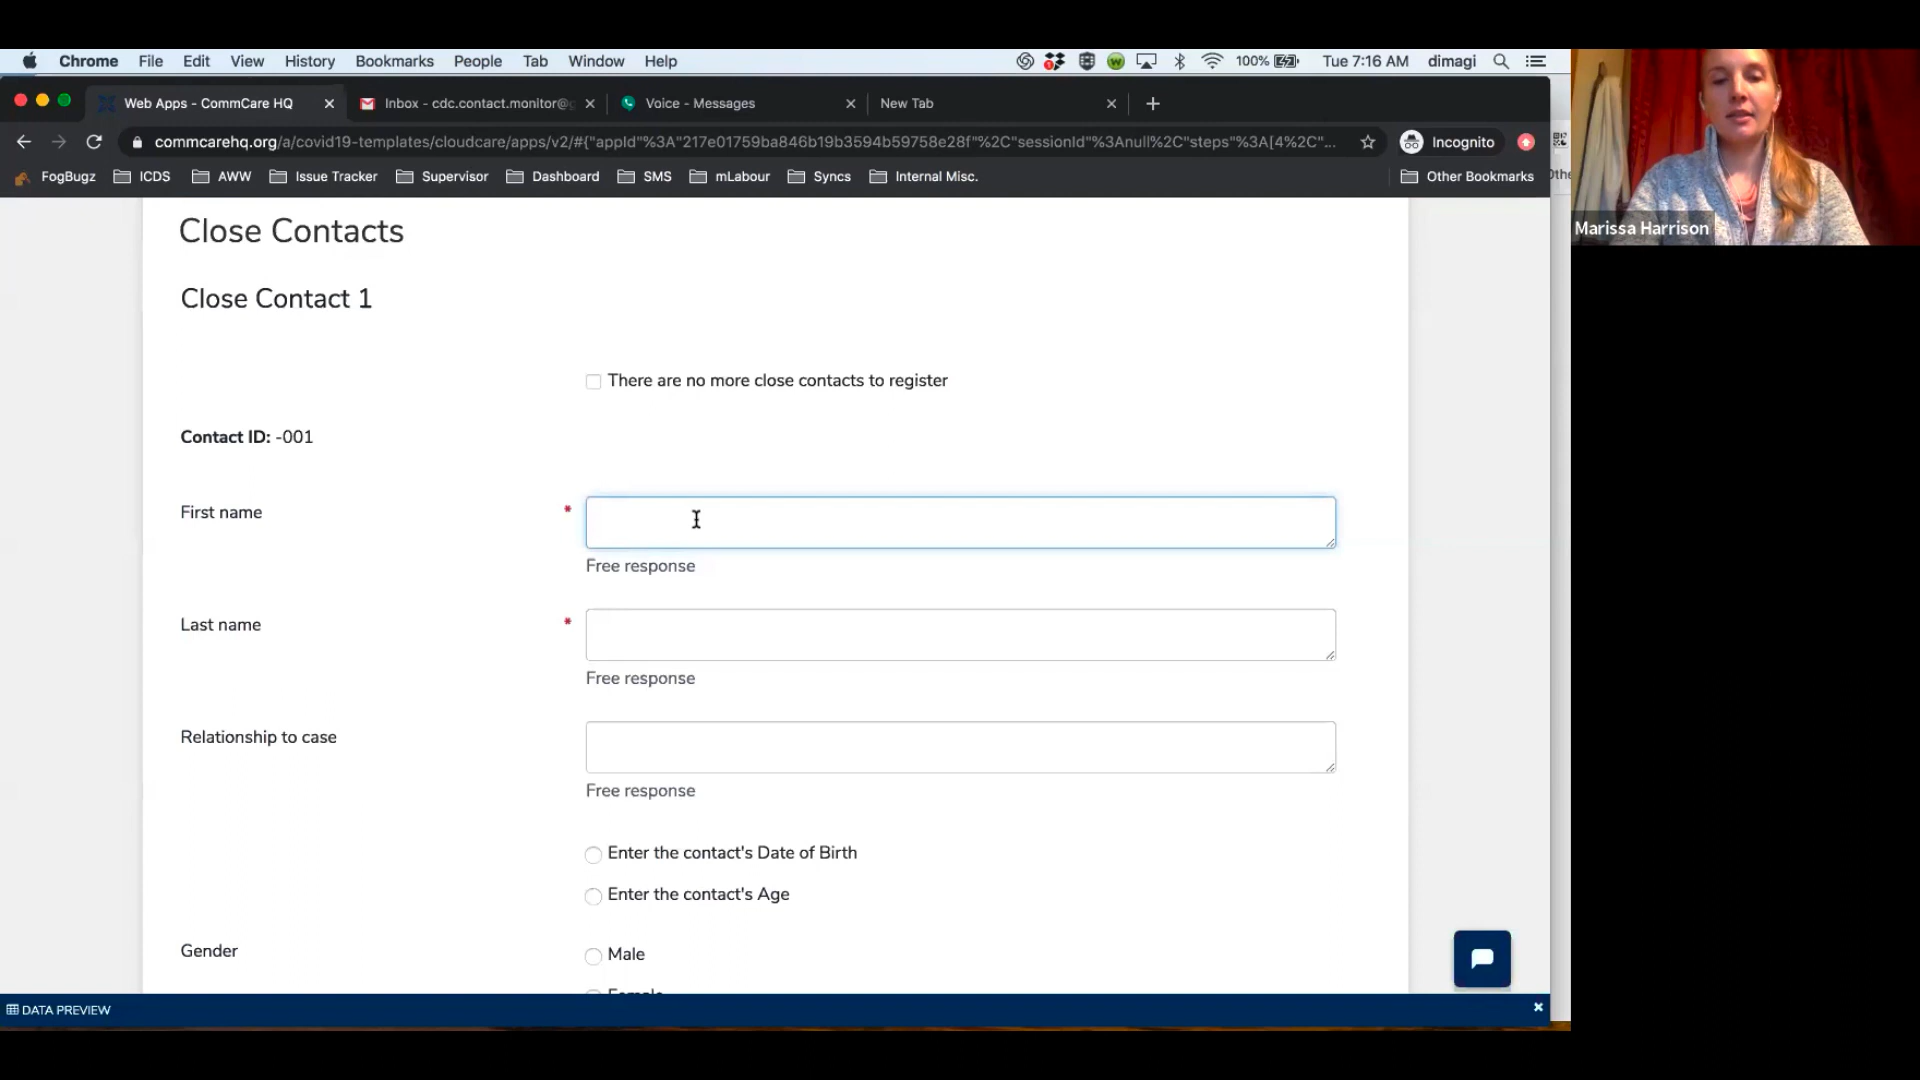 Chrome File Edit View History Bookmarks People Tab Window Help 100% Tue 7:16 AM dimagi
Web Apps - CommCare HQ Inbox - cdc.contact.monitor@ Voice - Messages New Tab
commcarehq.org/a/covid19-templates/cloudcare/apps/v2/#{"appId"%3A"217e01759ba846b19b3594b59758e28f"%2C"sessionId"%3Anull%2C"steps"%3A[4%2C"... Incognito
FogBugz ICDS AWW Issue Tracker Supervisor Dashboard SMS mLabour Syncs Internal Misc. Other Bookmarks
Marissa Harrison
Close Contacts
Close Contact 1
There are no more close contacts to register
Contact ID: -001
First name *
Free response
Last name *
Free response
Relationship to case
Free response
Enter the contact's Date of Birth
Enter the contact's Age
Gender Male
Female
DATA PREVIEW